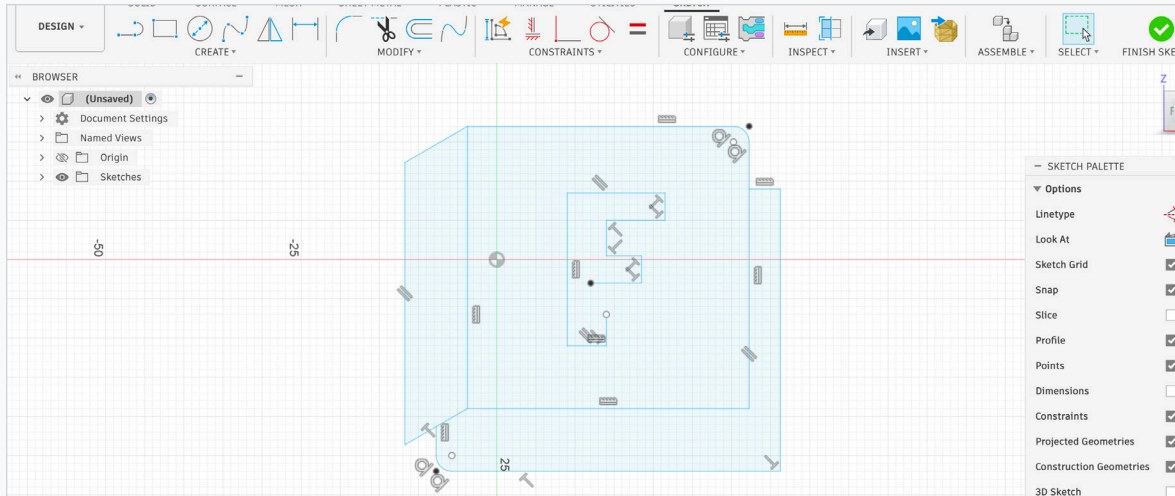 DESIGN
CREATE
MODIFY
CONSTRAINTS
CONFIGURE
INSPECT
INSERT
ASSEMBLE
SELECT
FINISH SKE
BROWSER
(Unsaved)
Document Settings
Named Views
Origin
Sketches
-50
-25
25
Z
F
SKETCH PALETTE
Options
Linetype
Look At
Sketch Grid
Snap
Slice
Profile
Points
Dimensions
Constraints
Projected Geometries
Construction Geometries
3D Sketch